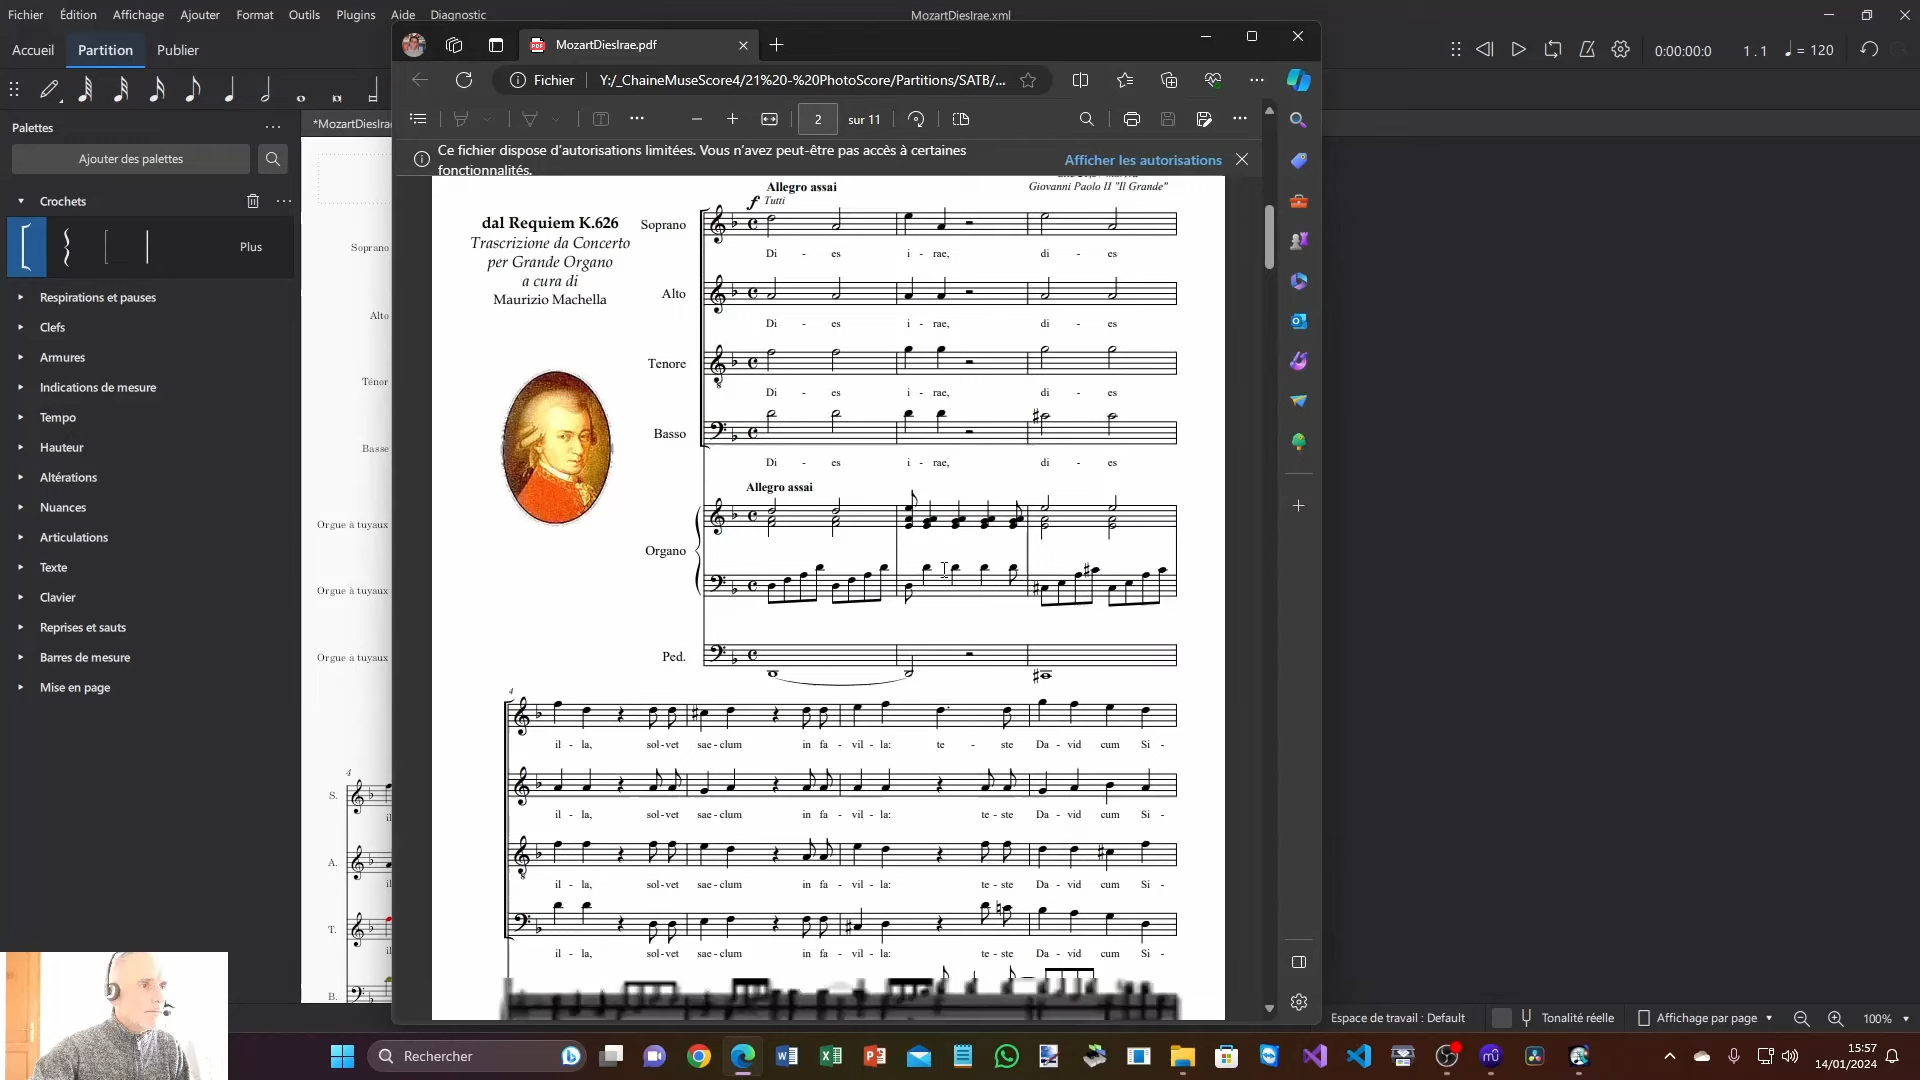 Fichier Édition Affichage Ajouter Format Outils Plugins Aide Diagnostic
MozartDiesIrae.xml
Accueil Partition Publier
MozartDiesIrae.pdf
0:00:00:0 1 . 1 = 120
Fichier Y:/_ChaineMuseScore4/21%20-%20PhotoScore/Partitions/SATB/...
Palettes
*MozartDiesIra
2 sur 11
Ajouter des palettes
Ce fichier dispose d'autorisations limitées. Vous n'avez peut-être pas accès à certaines
fonctionnalités.
Afficher les autorisations
Crochets
Plus
Respirations et pauses
Clefs
Armures
Indications de mesure
Tempo
Hauteur
Altérations
Nuances
Articulations
Texte
Clavier
Reprises et sauts
Barres de mesure
Mise en page
Soprano
Alto
Ténor
Basse
Orgue à tuyaux
Orgue à tuyaux
Orgue à tuyaux
4
S.
il
A.
il
T.
il
B.
Giovanni Paolo II "Il Grande"
Allegro assai
f Tutti
dal Requiem K.626
Trascrizione da Concerto
per Grande Organo
a cura di
Maurizio Machella
Soprano
Di - es i - rae, di - es
Alto
Di - es i - rae, di - es
Tenore
Di - es i - rae, di - es
Basso
Di - es i - rae, di - es
Allegro assai
Organo
Ped.
4
il - la, sol-vet sae-clum in fa - vil - la: te - ste Da - vid cum Si -
il - la, sol-vet sae-clum in fa - vil - la: te - ste Da - vid cum Si -
il - la, sol-vet sae-clum in fa - vil - la: te - ste Da - vid cum Si -
il - la, sol-vet sae-clum in fa - vil - la: te - ste Da - vid cum Si -
Espace de travail : Default Tonalité réelle Affichage par page 100%
Rechercher
15:57
14/01/2024